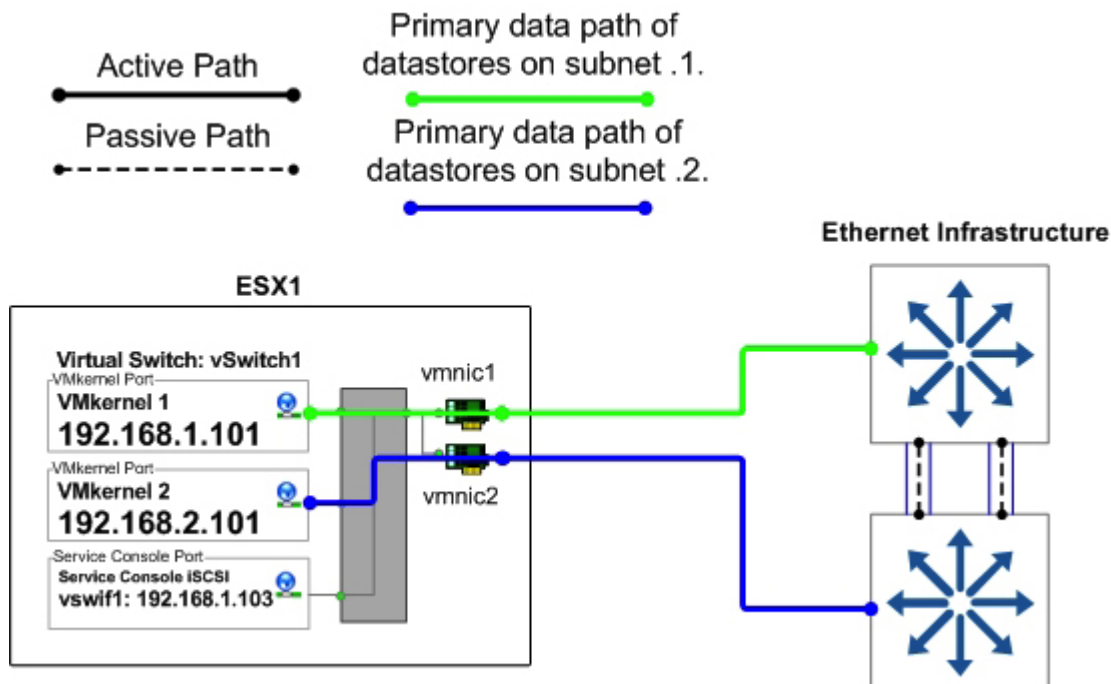 Active Path
Passive Path
Primary data path of
datastores on subnet .1.
Primary data path of
datastores on subnet .2.
Ethernet Infrastructure
ESX1
Virtual Switch: vSwitch1
VMkernel Port
VMkernel 1
192.168.1.101
VMkernel Port
VMkernel 2
192.168.2.101
Service Console Port
Service Console iSCSI
vswif1: 192.168.1.103
vmnic1
vmnic2